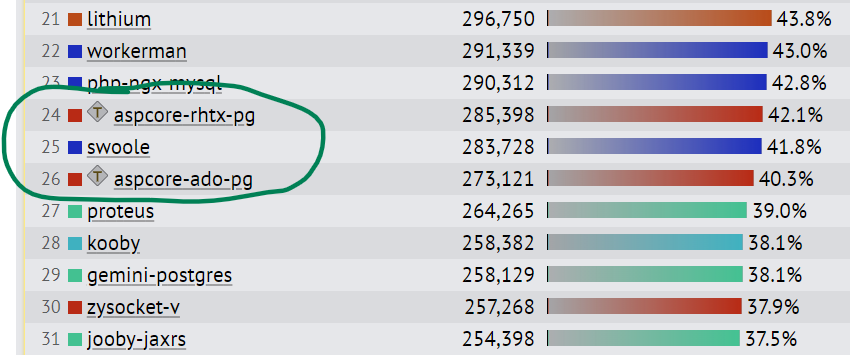 21 lithium 296,750 43.8%
22 workerman 291,339 43.0%
23 php-ngx-mysql 290,312 42.8%
24 T aspcore-rhtx-pg 285,398 42.1%
25 swoole 283,728 41.8%
26 T aspcore-ado-pg 273,121 40.3%
27 proteus 264,265 39.0%
28 kooby 258,382 38.1%
29 gemini-postgres 258,129 38.1%
30 zysocket-v 257,268 37.9%
31 jooby-jaxrs 254,398 37.5%